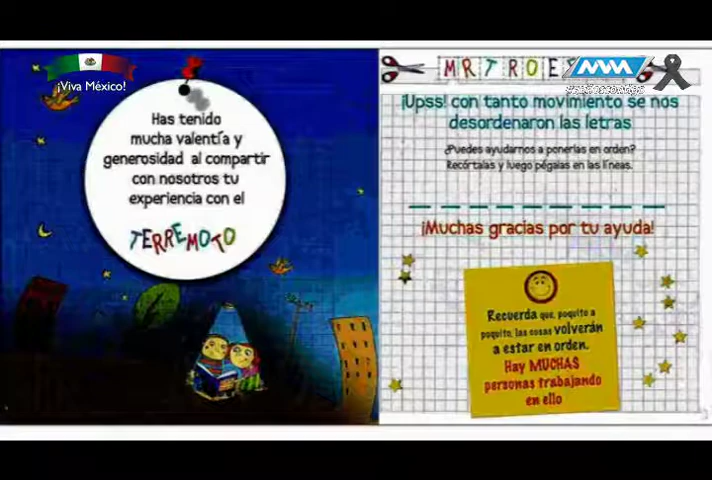 ¡Viva México!
Has tenido
mucha valentía y
generosidad al compartir
con nosotros tu
experiencia con el
TERREMOTO
M R T R O E
¡Upss! con tanto movimiento se nos
desordenaron las letras
¿Puedes ayudarnos a ponerlas en orden?
Recórtalas y luego pégalas en las líneas.
¡Muchas gracias por tu ayuda!
Recuerda que, poquito a
poquito, las cosas volverán
a estar en orden.
Hay MUCHAS
personas trabajando
en ello